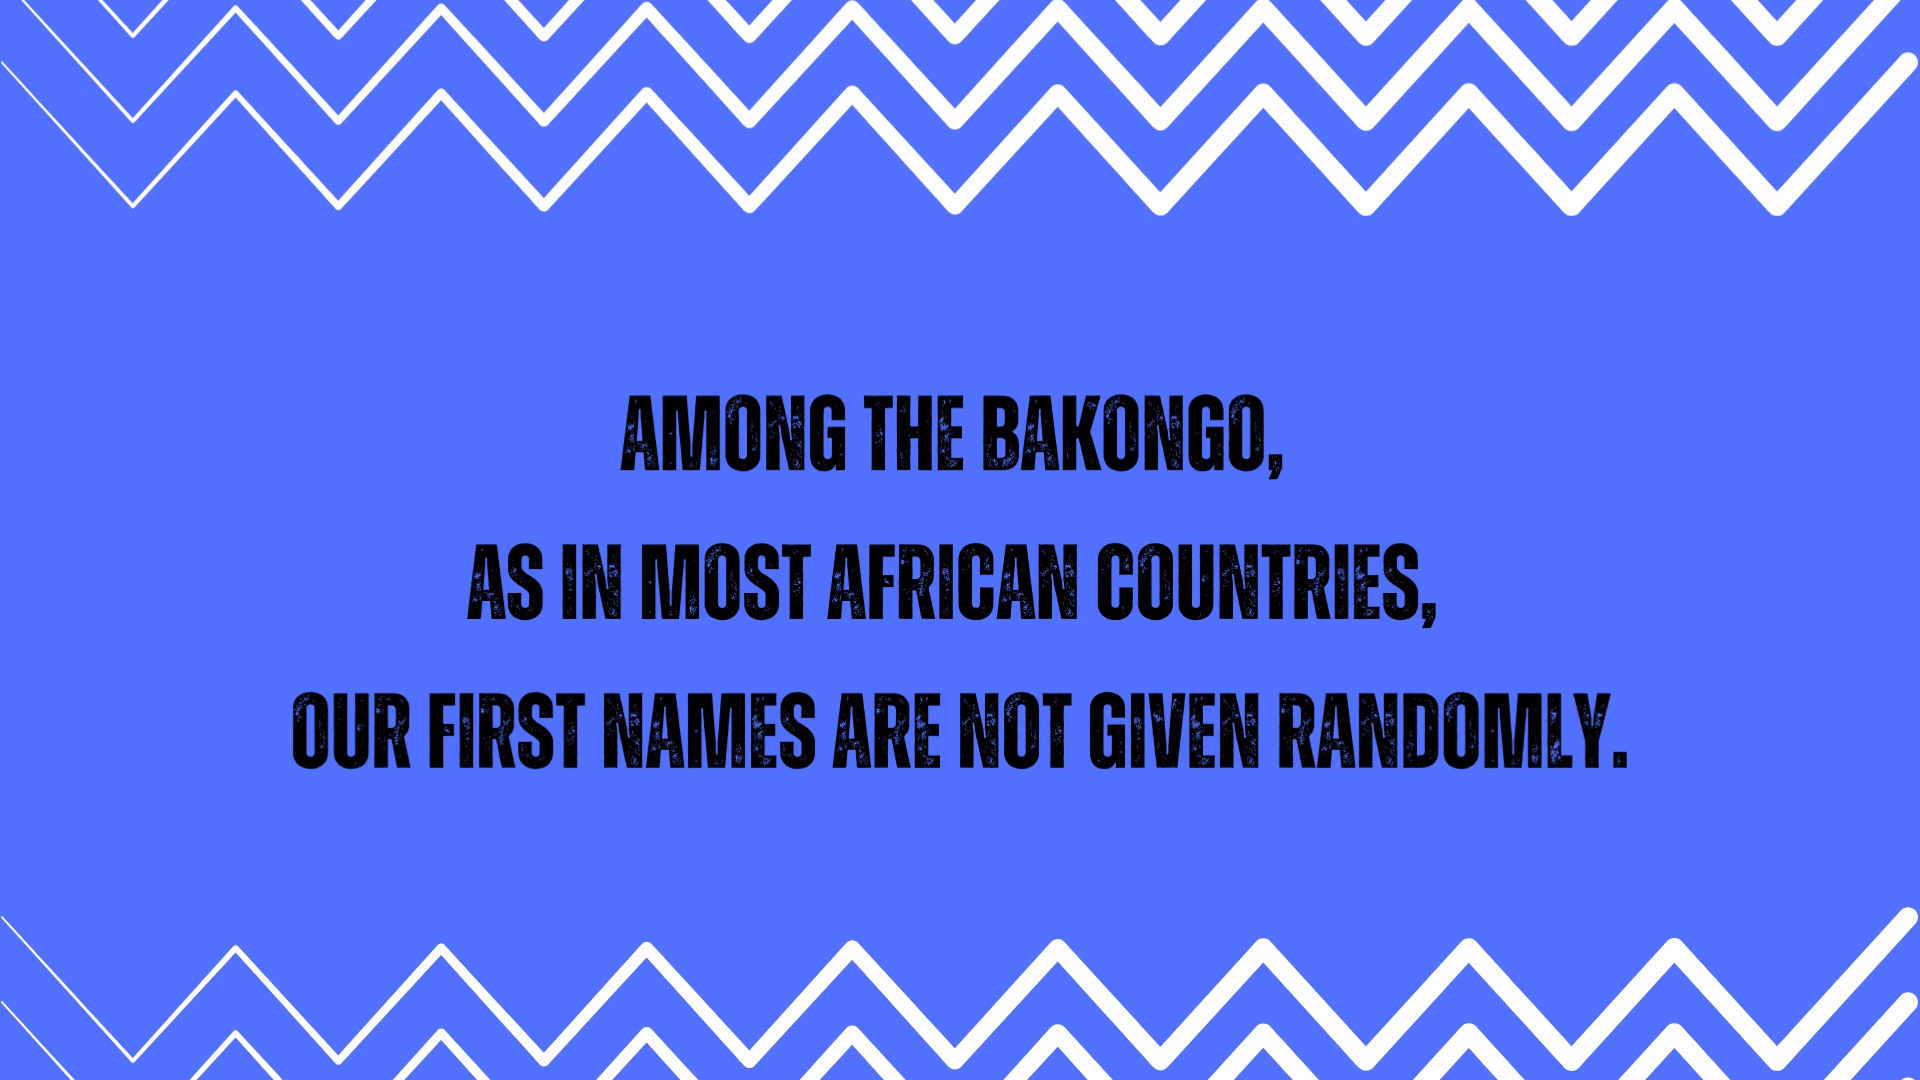 AMONG THE BAKONGO,
AS IN MOST AFRICAN COUNTRIES,
OUR FIRST NAMES ARE NOT GIVEN RANDOMLY.